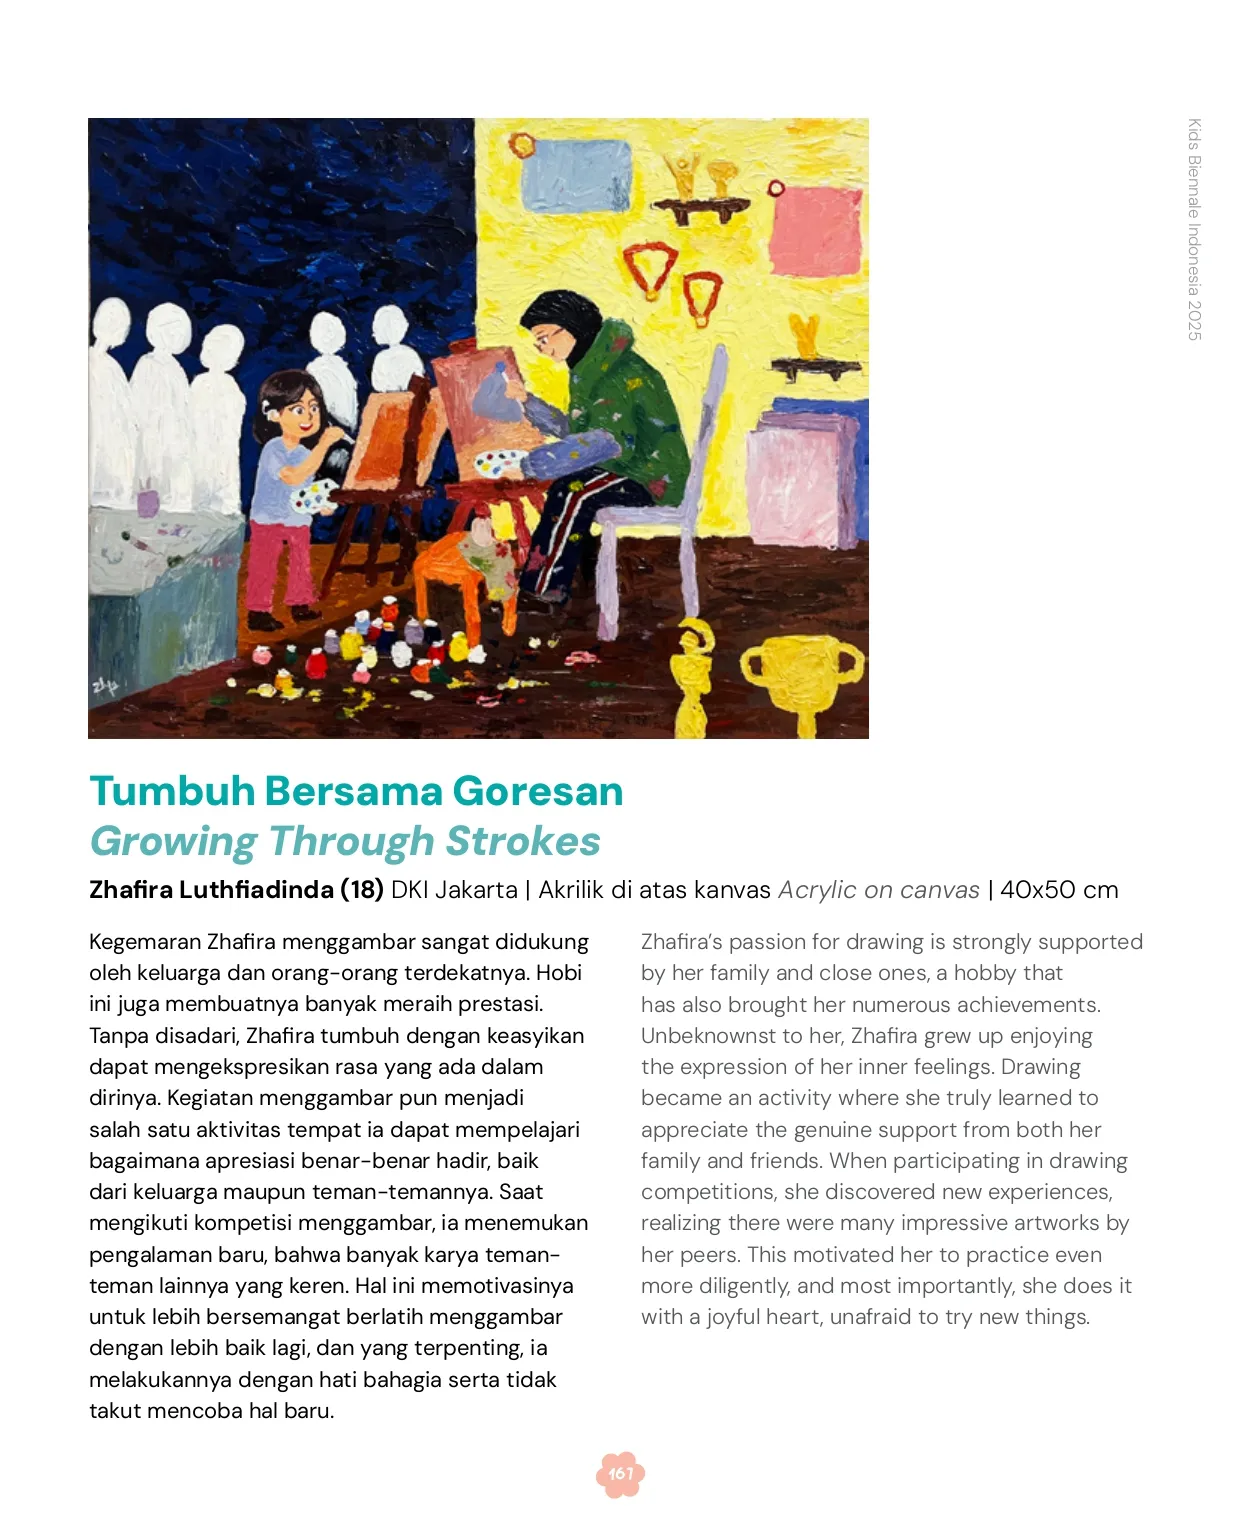 Kids Biennale Indonesia 2025
zhf
Tumbuh Bersama Goresan
Growing Through Strokes
Zhafira Luthfiadinda (18) DKI Jakarta | Akrilik di atas kanvas Acrylic on canvas | 40x50 cm
Kegemaran Zhafira menggambar sangat didukung
oleh keluarga dan orang-orang terdekatnya. Hobi
ini juga membuatnya banyak meraih prestasi.
Tanpa disadari, Zhafira tumbuh dengan keasyikan
dapat mengekspresikan rasa yang ada dalam
dirinya. Kegiatan menggambar pun menjadi
salah satu aktivitas tempat ia dapat mempelajari
bagaimana apresiasi benar-benar hadir, baik
dari keluarga maupun teman-temannya. Saat
mengikuti kompetisi menggambar, ia menemukan
pengalaman baru, bahwa banyak karya teman-
teman lainnya yang keren. Hal ini memotivasinya
untuk lebih bersemangat berlatih menggambar
dengan lebih baik lagi, dan yang terpenting, ia
melakukannya dengan hati bahagia serta tidak
takut mencoba hal baru.
Zhafira’s passion for drawing is strongly supported
by her family and close ones, a hobby that
has also brought her numerous achievements.
Unbeknownst to her, Zhafira grew up enjoying
the expression of her inner feelings. Drawing
became an activity where she truly learned to
appreciate the genuine support from both her
family and friends. When participating in drawing
competitions, she discovered new experiences,
realizing there were many impressive artworks by
her peers. This motivated her to practice even
more diligently, and most importantly, she does it
with a joyful heart, unafraid to try new things.
167